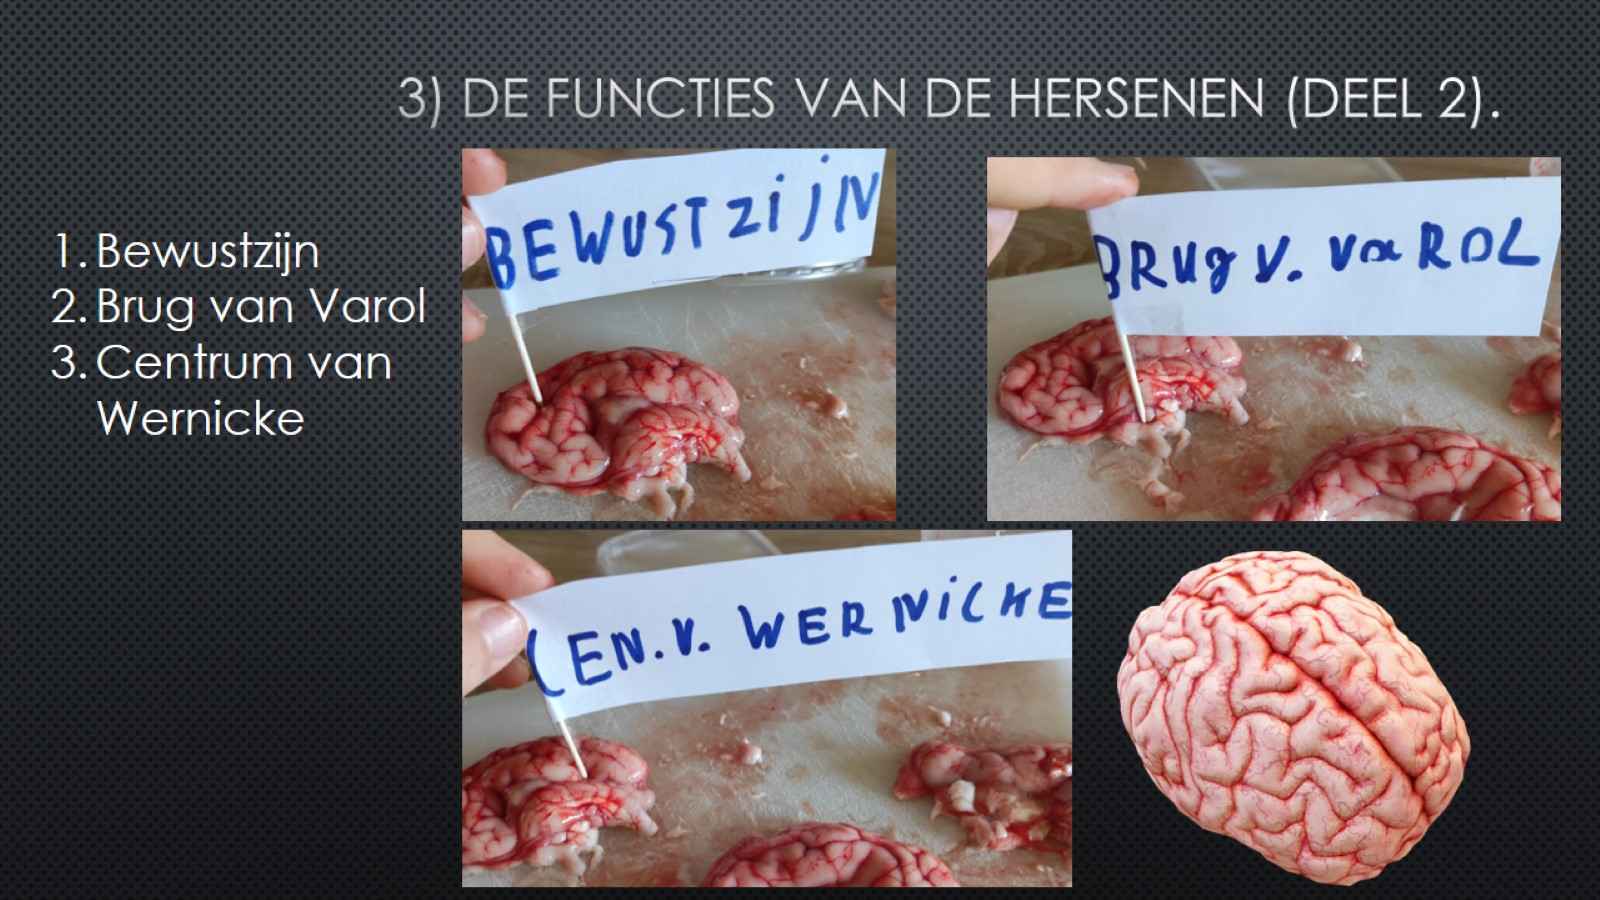 3) DE FUNCTIES VAN DE HERSENEN (DEEL 2).
1. Bewustzijn
2. Brug van Varol
3. Centrum van
Wernicke
BEWUSTZIJN
BRUg V. VaROL
CEN.V. WERNICKE